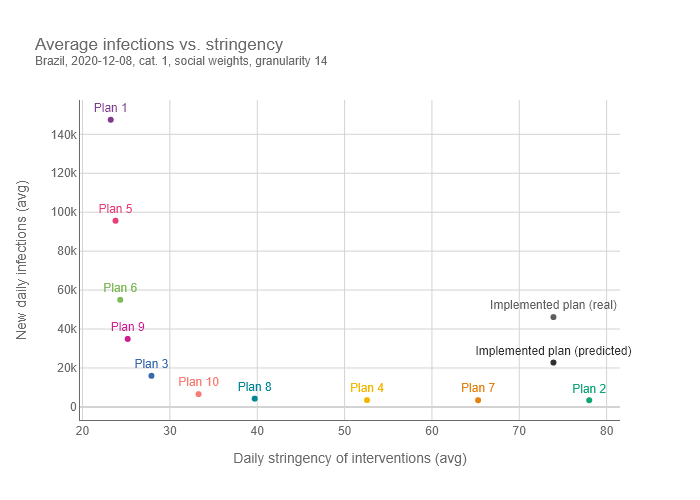 Average infections vs. stringency
Brazil, 2020-12-08, cat. 1, social weights, granularity 14
Plan 1
140k
120k
Plan 5
100k
80k
Plan 6
60k
Implemented plan (real)
Plan 9
40k
Implemented plan (predicted)
Plan 3
20k
Plan 10
Plan 8
Plan 4
Plan 7
Plan 2
0
20
30
40
50
60
70
80
New daily infections (avg)
Daily stringency of interventions (avg)